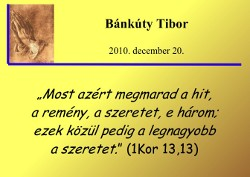 Bánkúty Tibor
2010. december 20.
„Most azért megmarad a hit,
a remény, a szeretet, e három;
ezek közül pedig a legnagyobb
a szeretet.” (1Kor 13,13)